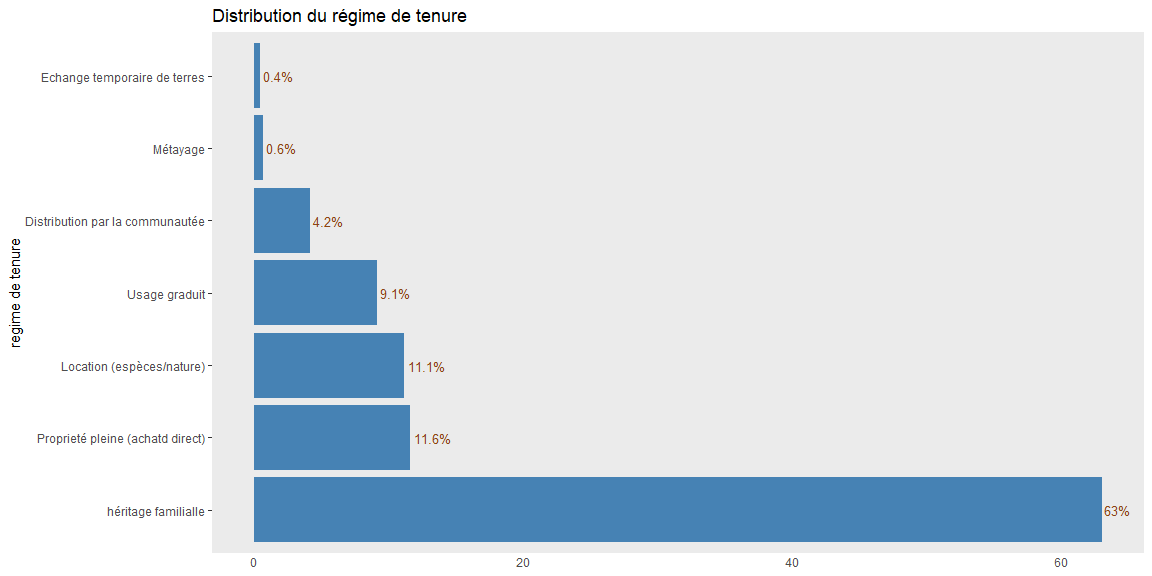 Distribution du régime de tenure
Echange temporaire de terres
0.4%
Métayage
0.6%
Distribution par la communautée
4.2%
Usage graduit
9.1%
Location (espèces/nature)
11.1%
Proprieté pleine (achatd direct)
11.6%
héritage familialle
63%
regime de tenure
0
20
40
60